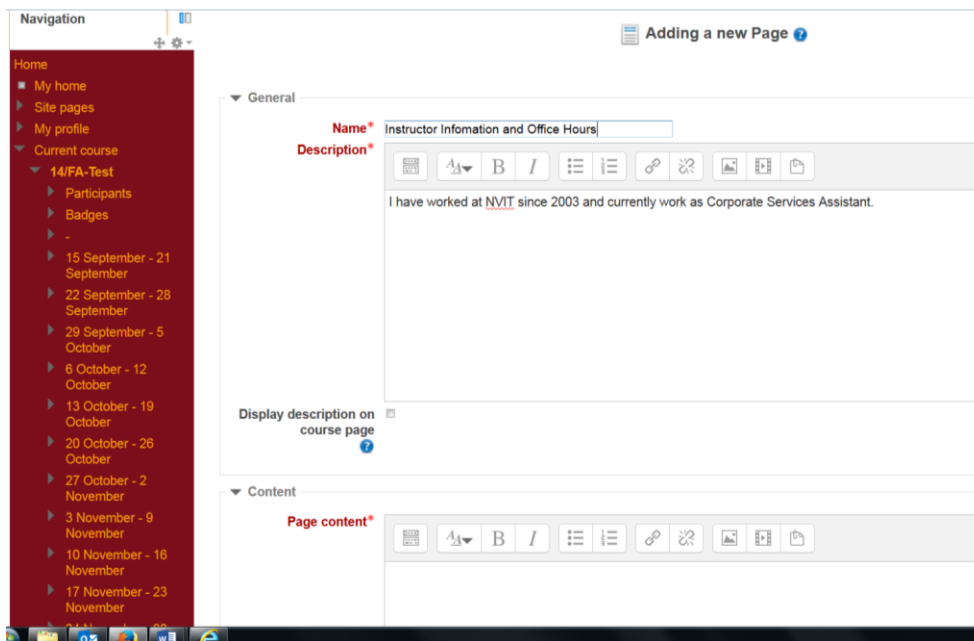 Navigation
Home
My home
Site pages
My profile
Current course
14/FA-Test
Participants
Badges
-
15 September - 21
September
22 September - 28
September
29 September - 5
October
6 October - 12
October
13 October - 19
October
20 October - 26
October
27 October - 2
November
3 November - 9
November
10 November - 16
November
17 November - 23
November
Adding a new Page
General
Name*
Instructor Infomation and Office Hours
Description*
I have worked at NVIT since 2003 and currently work as Corporate Services Assistant.
Display description on
course page
Content
Page content*